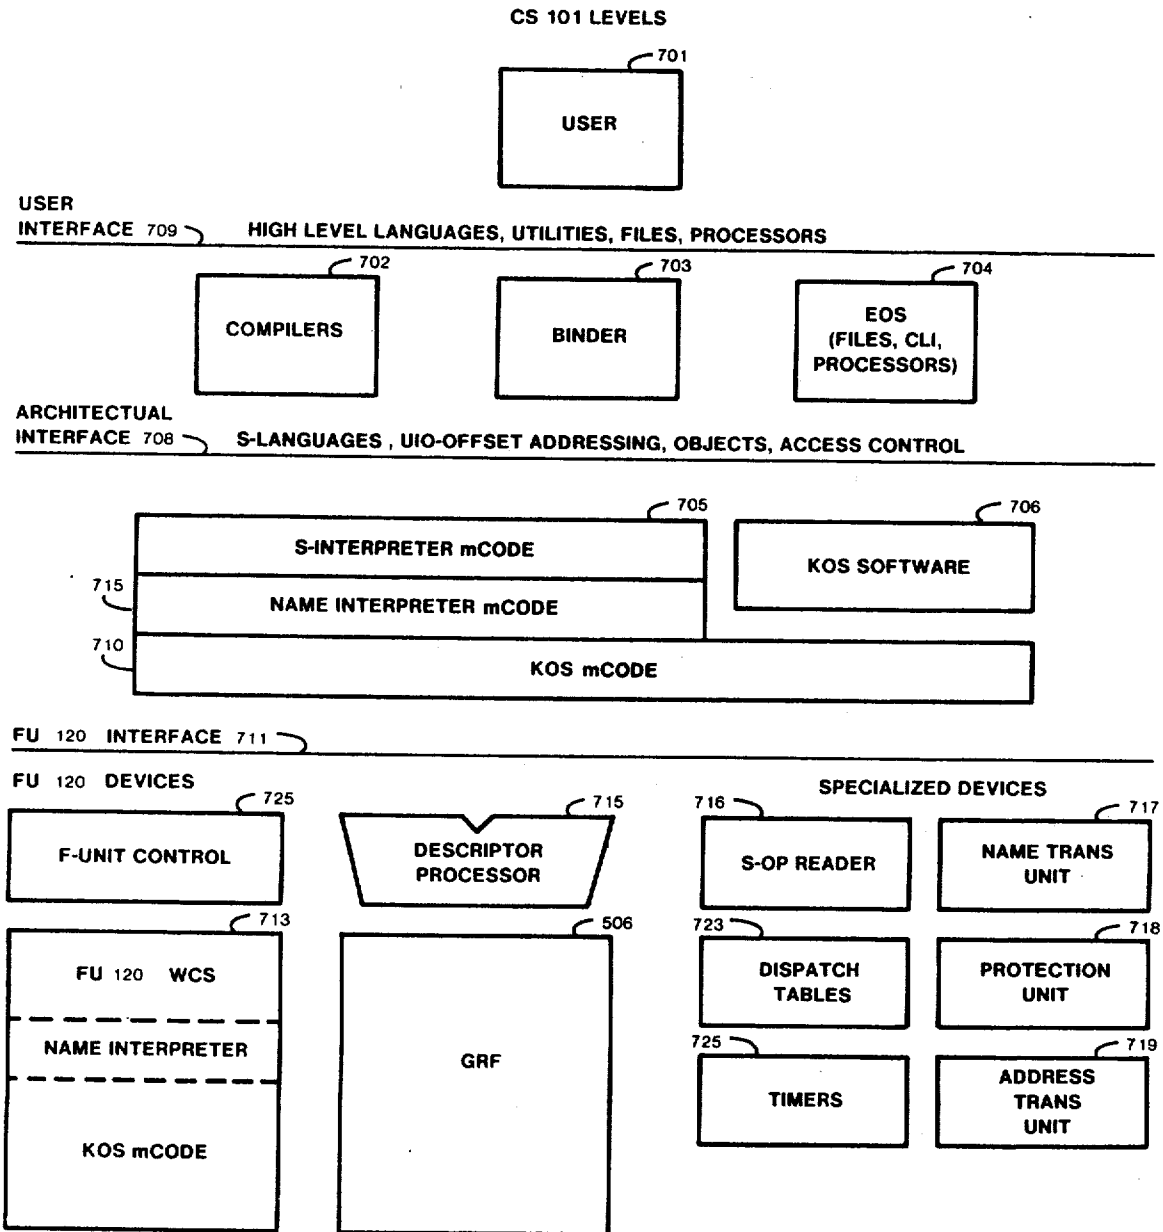 CS 101 LEVELS
701
USER
USER
INTERFACE 709
HIGH LEVEL LANGUAGES, UTILITIES, FILES, PROCESSORS
702
COMPILERS
703
BINDER
704
EOS
(FILES, CLI,
PROCESSORS)
ARCHITECTUAL
INTERFACE 708
S-LANGUAGES , UIO-OFFSET ADDRESSING, OBJECTS, ACCESS CONTROL
705
S-INTERPRETER mCODE
706
KOS SOFTWARE
715
NAME INTERPRETER mCODE
710
KOS mCODE
FU 120 INTERFACE 711
FU 120 DEVICES
SPECIALIZED DEVICES
725
F-UNIT CONTROL
715
DESCRIPTOR
PROCESSOR
716
S-OP READER
717
NAME TRANS
UNIT
713
FU 120 WCS
NAME INTERPRETER
KOS mCODE
506
GRF
723
DISPATCH
TABLES
718
PROTECTION
UNIT
725
TIMERS
719
ADDRESS
TRANS
UNIT